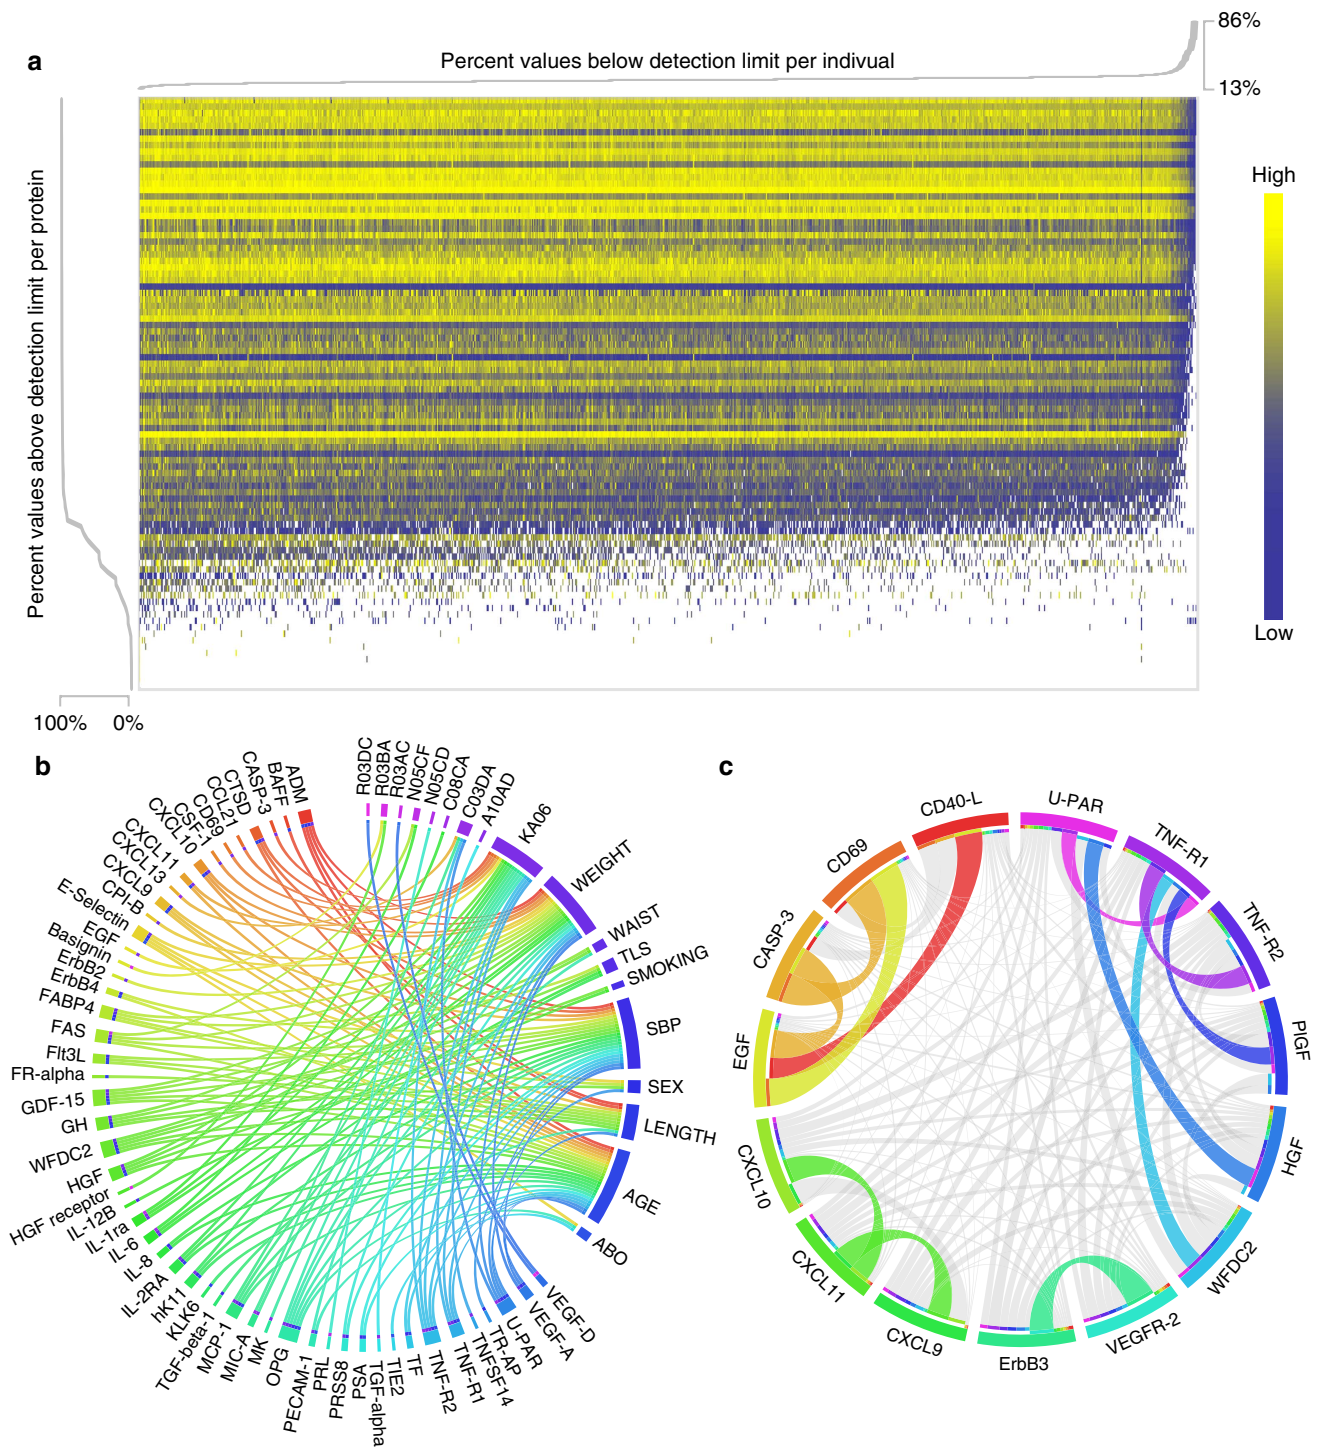 a
Percent values below detection limit per indivual
86%
13%
Percent values above detection limit per protein
100%
0%
High
Low
b
ADM
BAFF
CASP-3
CTSD
CCL21
CD69
CSF-1
CXCL10
CXCL11
CXCL13
CXCL9
CPI-B
E-Selectin
EGF
Basignin
ErbB2
ErbB4
FABP4
FAS
Flt3L
FR-alpha
GDF-15
GH
WFDC2
HGF
HGF receptor
IL-12B
IL-1ra
IL-6
IL-8
IL-2RA
hK11
KLK6
TGF-beta-1
MCP-1
MIC-A
MK
OPG
PECAM-1
PRL
PRSS8
PSA
TGF-alpha
TIE2
TF
TNF-R2
TNF-R1
TNFSF14
TR-AP
U-PAR
VEGF-A
VEGF-D
R03DC
R03BA
R03AC
N05CF
N05CD
C08CA
C03DA
A10AD
KA06
WEIGHT
WAIST
TLS
SMOKING
SBP
SEX
LENGTH
AGE
ABO
c
CD40-L
U-PAR
TNF-R1
TNF-R2
PIGF
HGF
WFDC2
VEGFR-2
ErbB3
CXCL9
CXCL11
CXCL10
EGF
CASP-3
CD69